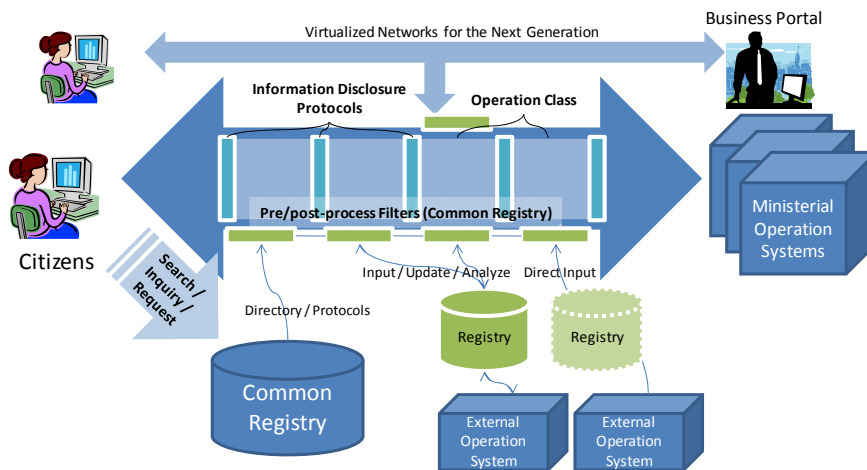 Virtualized Networks for the Next Generation
Business Portal
Information Disclosure
Protocols
Operation Class
Pre/post-process Filters (Common Registry)
Ministerial
Operation
Systems
Citizens
Search /
Inquiry /
Request
Input / Update / Analyze
Direct Input
Directory / Protocols
Registry
Registry
Common
Registry
External
Operation
System
External
Operation
System